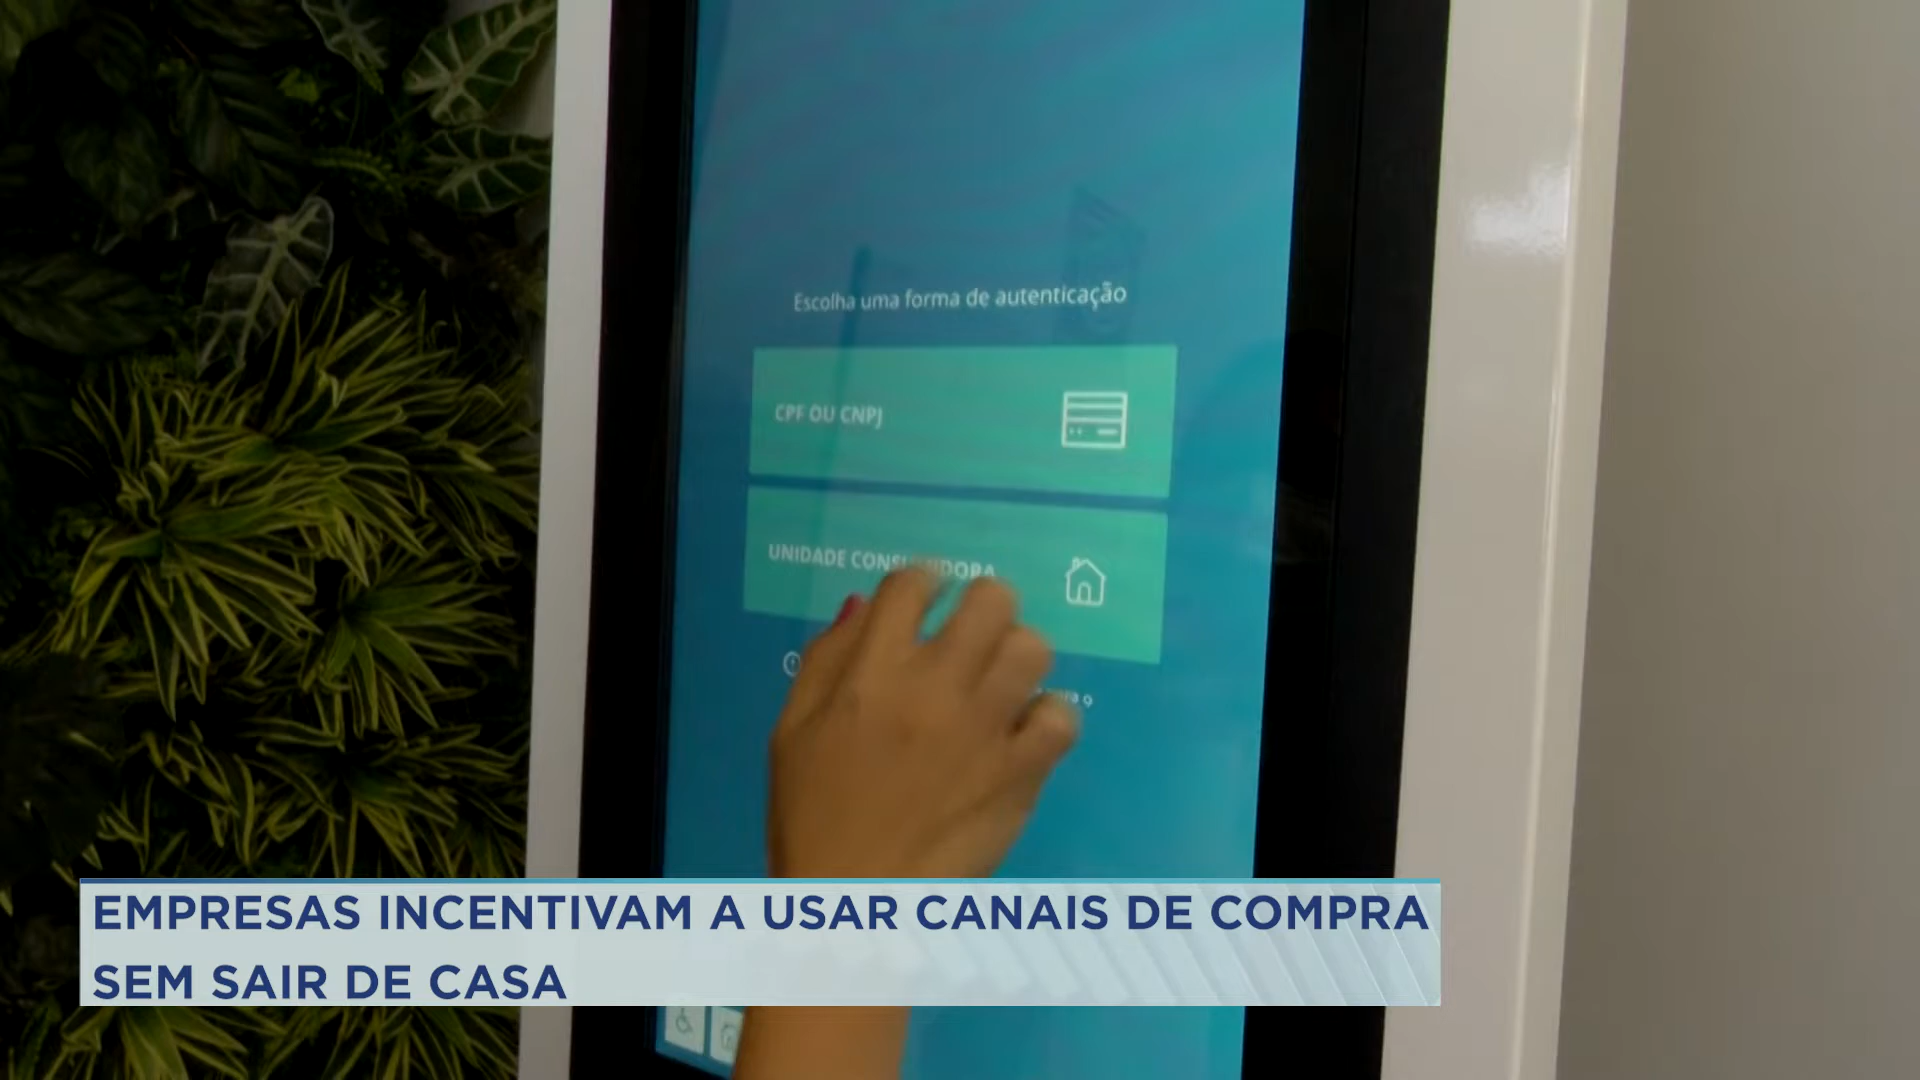 Escolha uma forma de autenticação
CPF OU CNPJ
UNIDADE CONSUMIDORA
EMPRESAS INCENTIVAM A USAR CANAIS DE COMPRA
SEM SAIR DE CASA